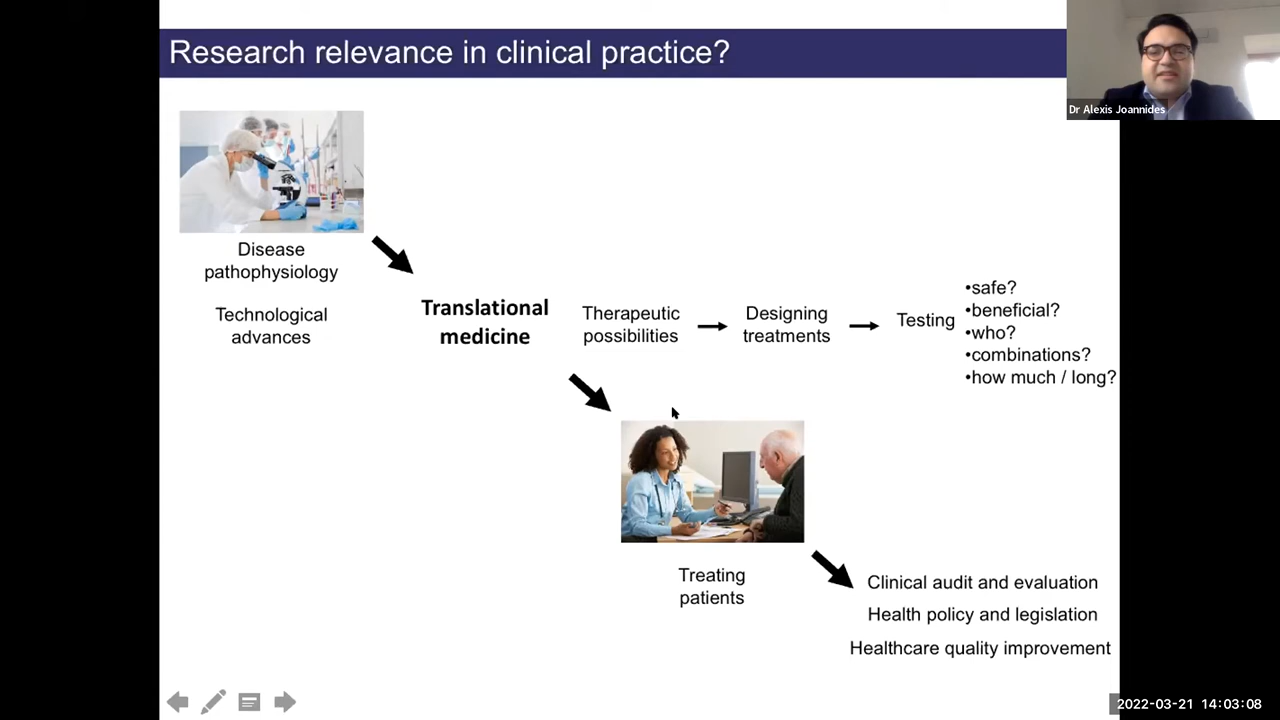 Research relevance in clinical practice?
Dr Alexis Joannides
Disease
pathophysiology
Technological
advances
Translational
medicine
Therapeutic
possibilities
Designing
treatments
Testing
•safe?
•beneficial?
•who?
•combinations?
•how much / long?
Treating
patients
Clinical audit and evaluation
Health policy and legislation
Healthcare quality improvement
2022-03-21 14:03:08